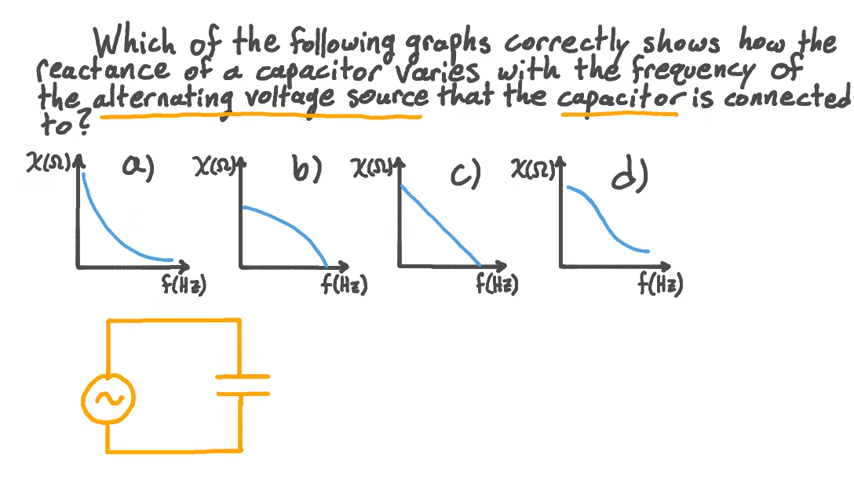 Which of the following graphs correctly shows how the
reactance of a capacitor varies with the frequency of
the alternating voltage source that the capacitor is connected
to?
X(Ω) a) X(Ω) b) X(Ω) c) X(Ω) d)
f(Hz) f(Hz) f(Hz) f(Hz)